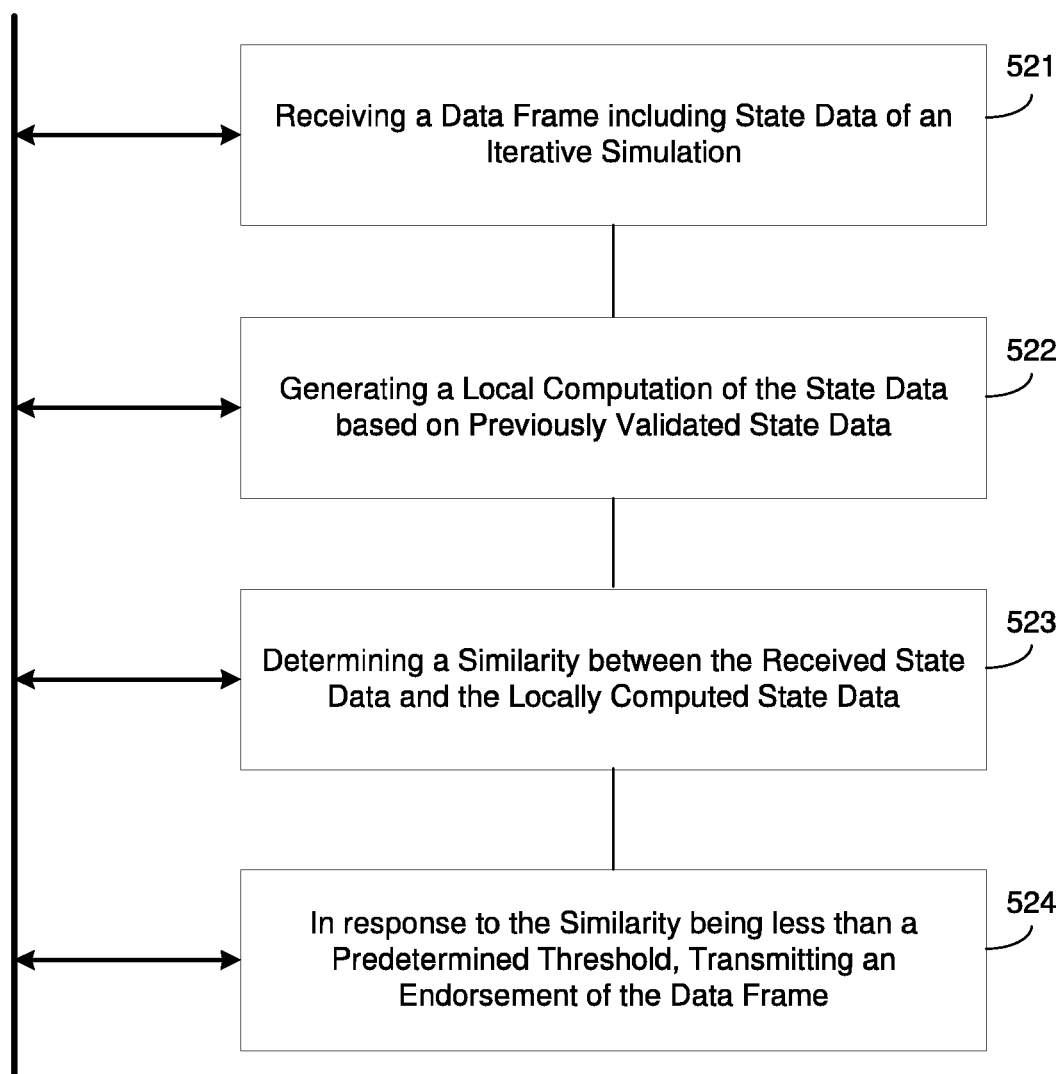 521
Receiving a Data Frame including State Data of an
Iterative Simulation
522
Generating a Local Computation of the State Data
based on Previously Validated State Data
523
Determining a Similarity between the Received State
Data and the Locally Computed State Data
524
In response to the Similarity being less than a
Predetermined Threshold, Transmitting an
Endorsement of the Data Frame